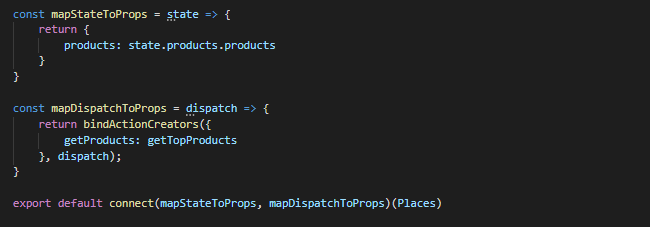 const mapStateToProps = state => {
    return {
        products: state.products.products
    }
}

const mapDispatchToProps = dispatch => {
    return bindActionCreators({
        getProducts: getTopProducts
    }, dispatch);
}

export default connect(mapStateToProps, mapDispatchToProps)(Places)